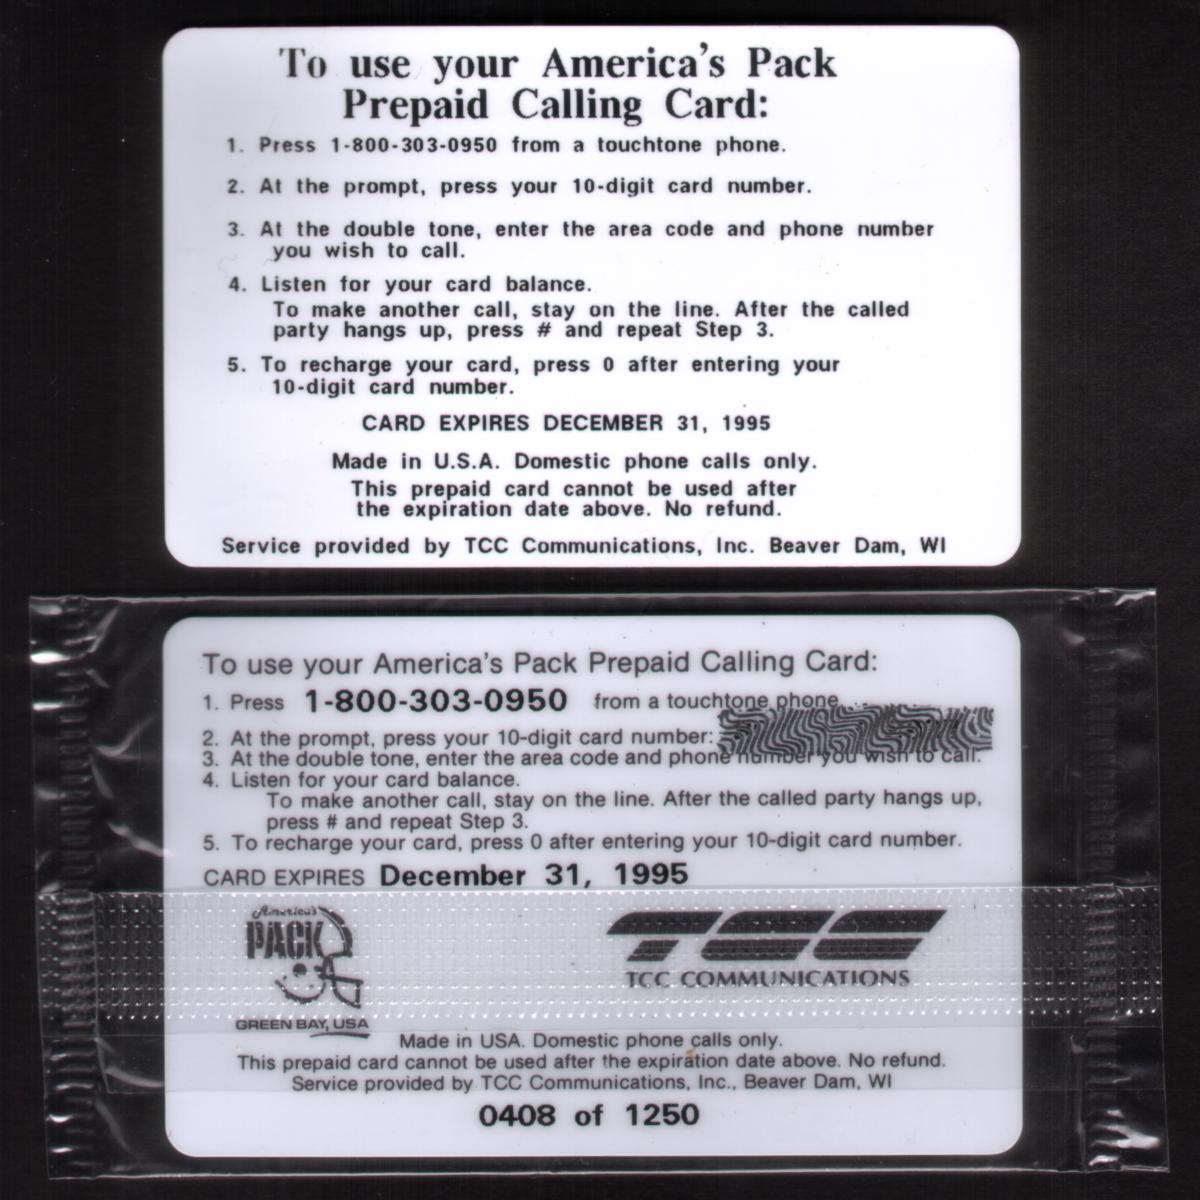 To use your America's Pack
Prepaid Calling Card:
1. Press 1-800-303-0950 from a touchtone phone.
2. At the prompt, press your 10-digit card number.
3. At the double tone, enter the area code and phone number
you wish to call.
4. Listen for your card balance.
To make another call, stay on the line. After the called
party hangs up, press # and repeat Step 3.
5. To recharge your card, press 0 after entering your
10-digit card number.
CARD EXPIRES DECEMBER 31, 1995
Made in U.S.A. Domestic phone calls only.
This prepaid card cannot be used after
the expiration date above. No refund.
Service provided by TCC Communications, Inc. Beaver Dam, WI
To use your America's Pack Prepaid Calling Card:
1. Press 1-800-303-0950 from a touchtone phone.
2. At the prompt, press your 10-digit card number:
3. At the double tone, enter the area code and phone number you wish to call.
4. Listen for your card balance.
To make another call, stay on the line. After the called party hangs up,
press # and repeat Step 3.
5. To recharge your card, press 0 after entering your 10-digit card number.
CARD EXPIRES December 31, 1995
America's
PACK
GREEN BAY, USA
TCC
TCC COMMUNICATIONS
Made in USA. Domestic phone calls only.
This prepaid card cannot be used after the expiration date above. No refund.
Service provided by TCC Communications, Inc., Beaver Dam, WI
0408 of 1250